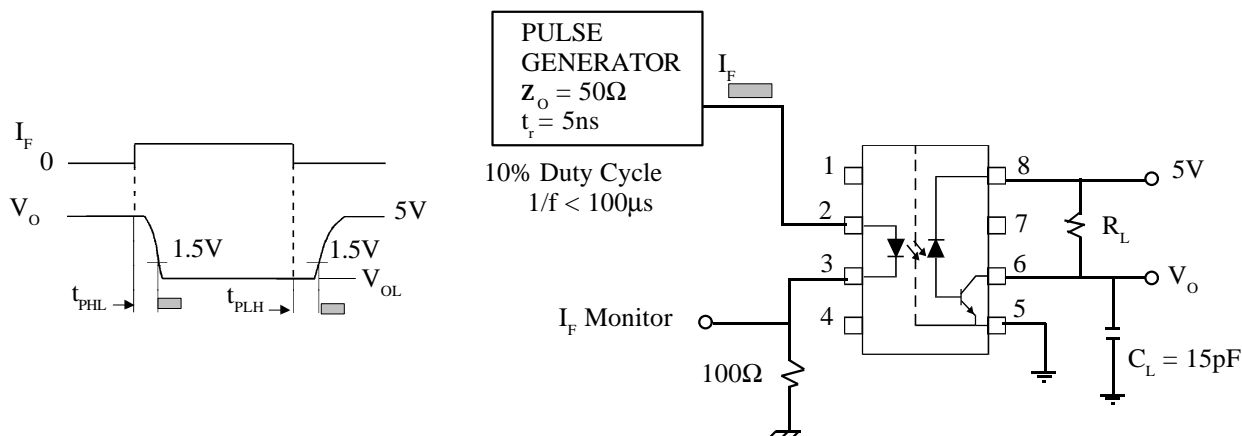 I_F
0
V_O
5V
1.5V
1.5V
V_OL
t_PHL
t_PLH
PULSE
GENERATOR
Z_O = 50Ω
t_r = 5ns
I_F
10% Duty Cycle
1/f < 100μs
1
2
3
4
8
7
6
5
5V
R_L
V_O
I_F Monitor
100Ω
C_L = 15pF